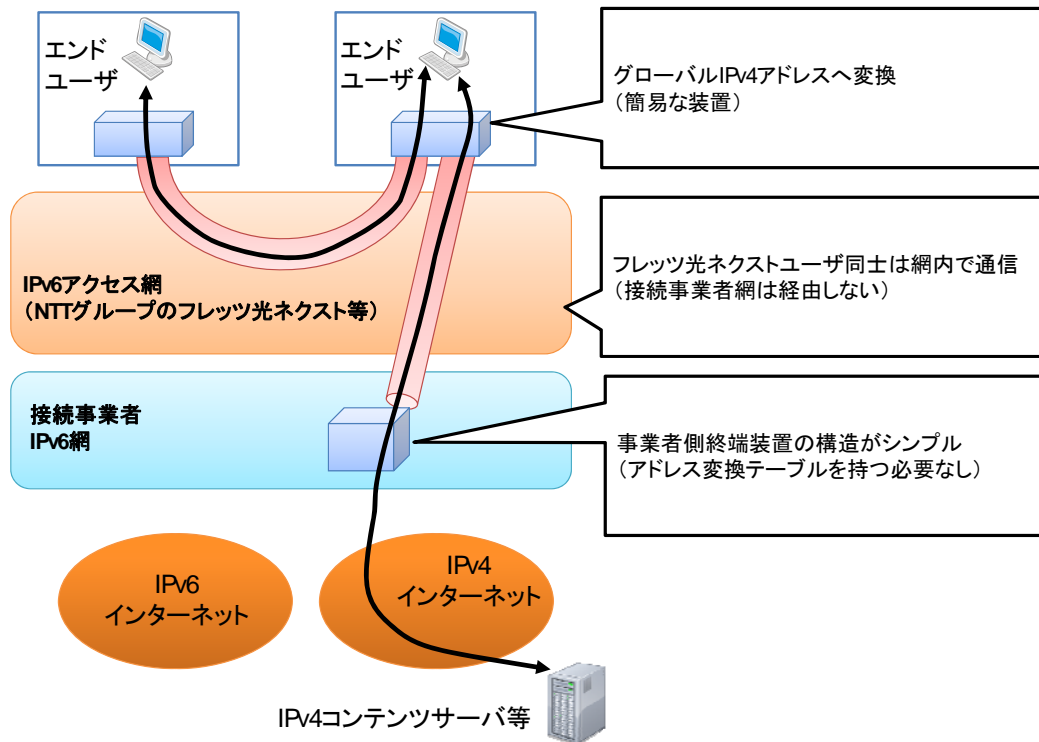 エンド
ユーザ
エンド
ユーザ
グローバルIPv4アドレスへ変換
（簡易な装置）
IPv6アクセス網
（NTTグループのフレッツ光ネクスト等）
フレッツ光ネクストユーザ同士は網内で通信
（接続事業者網は経由しない）
接続事業者
IPv6網
事業者側終端装置の構造がシンプル
（アドレス変換テーブルを持つ必要なし）
IPv6
インターネット
IPv4
インターネット
IPv4コンテンツサーバ等